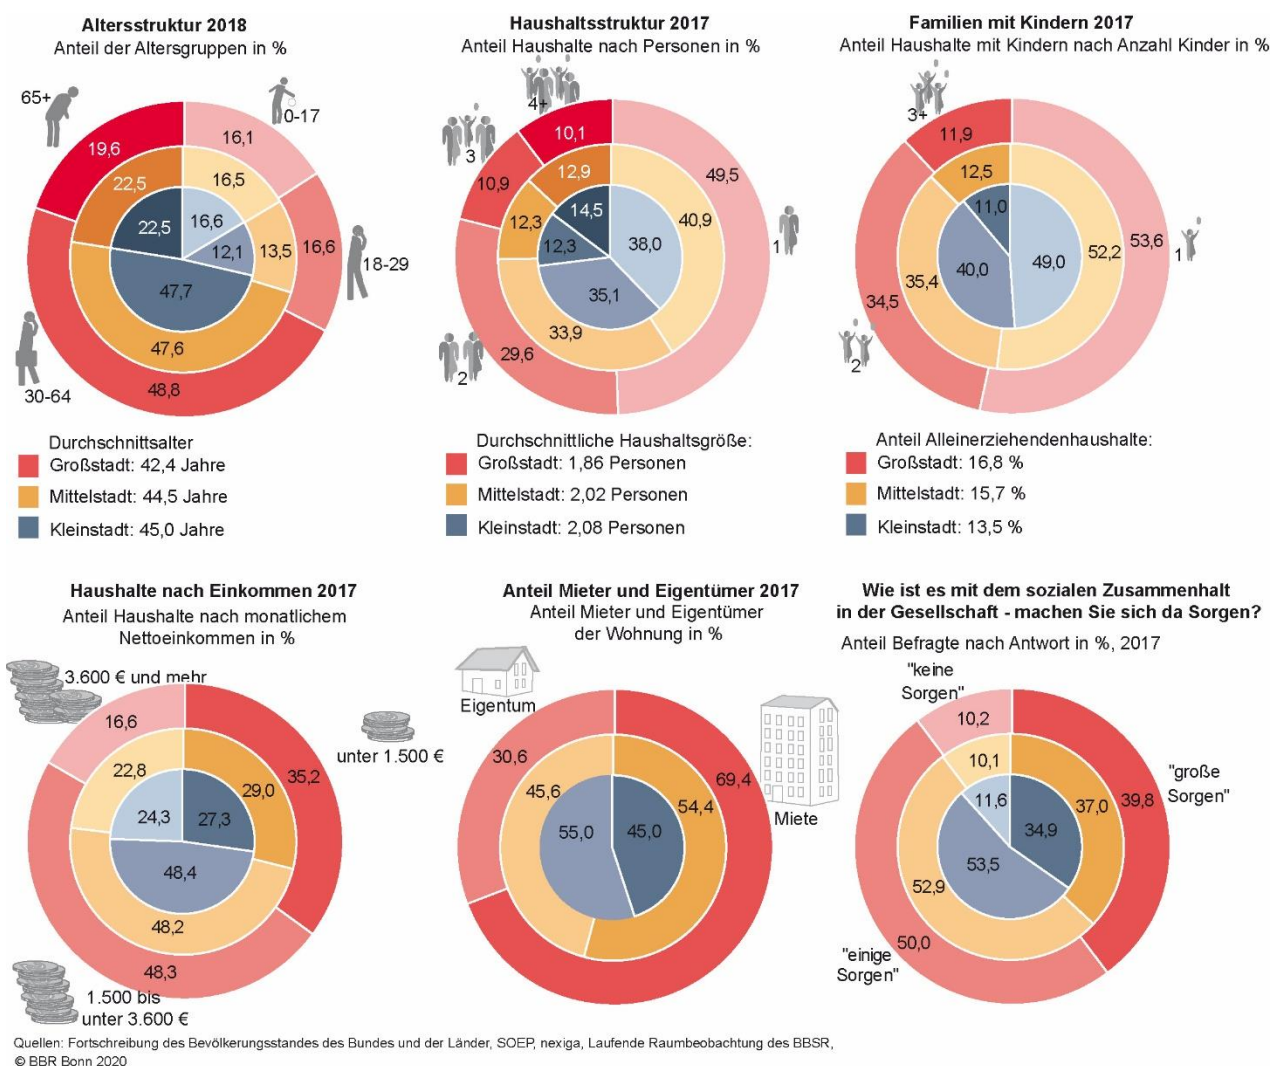 Altersstruktur 2018
Anteil der Altersgruppen in %
65+
0-17
16,1
19,6
22,5
16,5
16,6
22,5
12,1
13,5
16,6
18-29
47,7
47,6
48,8
30-64
Durchschnittsalter
Großstadt: 42,4 Jahre
Mittelstadt: 44,5 Jahre
Kleinstadt: 45,0 Jahre
Haushaltsstruktur 2017
Anteil Haushalte nach Personen in %
4+
3
10,1
10,9
12,9
49,5
14,5
40,9
12,3
12,3
38,0
1
35,1
33,9
29,6
2
Durchschnittliche Haushaltsgröße:
Großstadt: 1,86 Personen
Mittelstadt: 2,02 Personen
Kleinstadt: 2,08 Personen
Familien mit Kindern 2017
Anteil Haushalte mit Kindern nach Anzahl Kinder in %
3+
11,9
12,5
11,0
53,6
1
52,2
49,0
40,0
35,4
34,5
2
Anteil Alleinerziehendenhaushalte:
Großstadt: 16,8 %
Mittelstadt: 15,7 %
Kleinstadt: 13,5 %
Haushalte nach Einkommen 2017
Anteil Haushalte nach monatlichem
Nettoeinkommen in %
3.600 € und mehr
16,6
unter 1.500 €
22,8
35,2
29,0
24,3
27,3
48,4
48,2
48,3
1.500 bis
unter 3.600 €
Anteil Mieter und Eigentümer 2017
Anteil Mieter und Eigentümer
der Wohnung in %
Eigentum
30,6
69,4
45,6
54,4
Miete
55,0
45,0
Wie ist es mit dem sozialen Zusammenhalt
in der Gesellschaft - machen Sie sich da Sorgen?
Anteil Befragte nach Antwort in %, 2017
"keine
Sorgen"
10,2
10,1
"große
Sorgen"
11,6
37,0
39,8
34,9
53,5
52,9
50,0
"einige
Sorgen"
Quellen: Fortschreibung des Bevölkerungsstandes des Bundes und der Länder, SOEP, nexiga, Laufende Raumbeobachtung des BBSR,
© BBR Bonn 2020